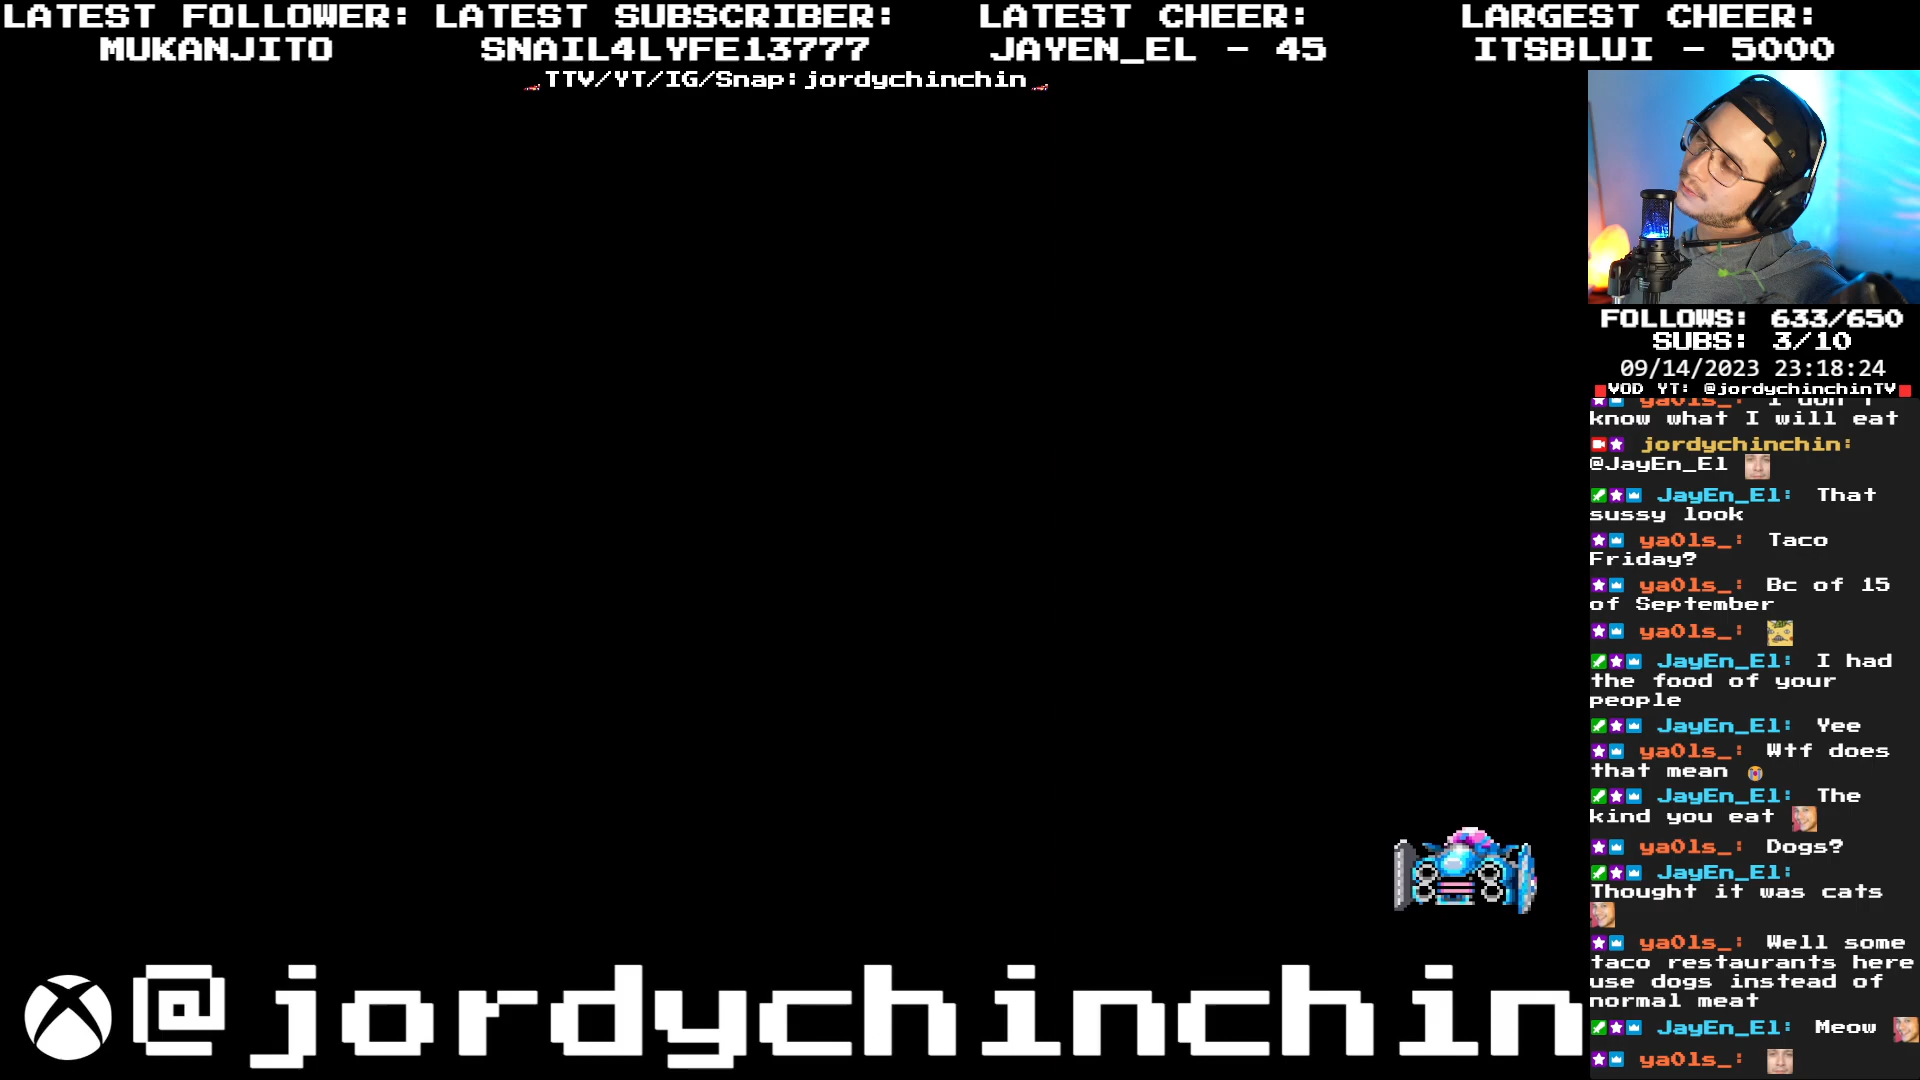 LATEST FOLLOWER: LATEST SUBSCRIBER: LATEST CHEER: LARGEST CHEER:
MUKANJITO SNAIL4LYFE13777 JAYEN_EL - 45 ITSBLUI - 5000
TTV/YT/IG/Snap:jordychinchin
FOLLOWS: 633/650
SUBS: 3/10
09/14/2023 23:18:24
VOD YT: @jordychinchinTV
ya0ls_: I don't
know what I will eat
jordychinchin:
@JayEn_El
JayEn_El: That
sussy look
ya0ls_: Taco
Friday?
ya0ls_: Bc of 15
of September
ya0ls_:
JayEn_El: I had
the food of your
people
JayEn_El: Yee
ya0ls_: Wtf does
that mean
JayEn_El: The
kind you eat
ya0ls_: Dogs?
JayEn_El:
Thought it was cats
ya0ls_: Well some
taco restaurants here
use dogs instead of
normal meat
JayEn_El: Meow
ya0ls_:
@jordychinchin